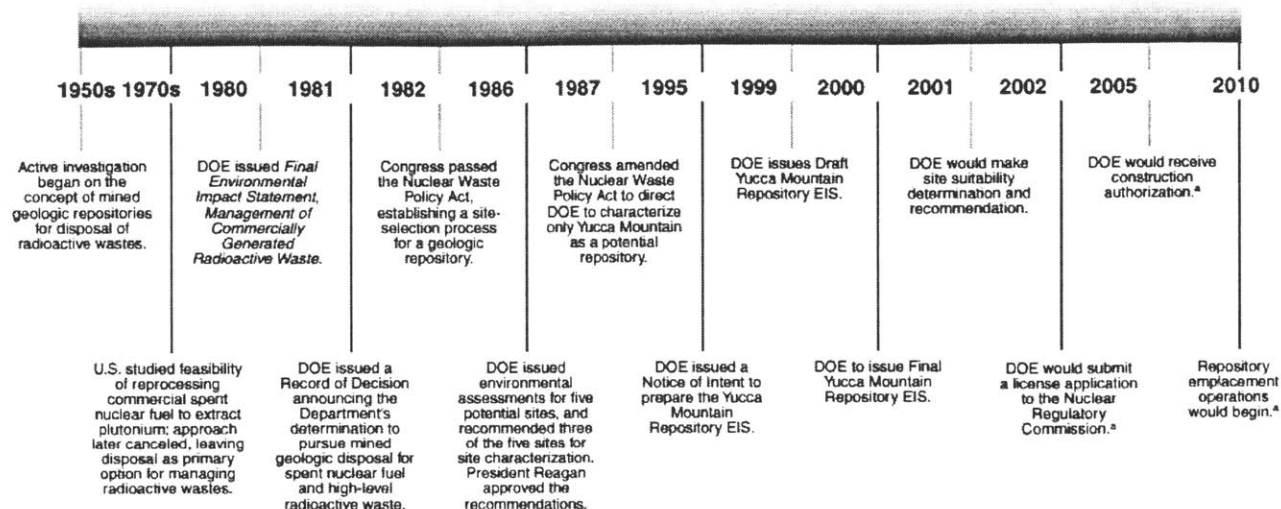 1950s 1970s 1980 1981 1982 1986 1987 1995 1999 2000 2001 2002 2005 2010
Active investigation
began on the
concept of mined
geologic repositories
for disposal of
radioactive wastes.
DOE issued Final
Environmental
Impact Statement,
Management of
Commercially
Generated
Radioactive Waste.
Congress passed
the Nuclear Waste
Policy Act,
establishing a site-
selection process
for a geologic
repository.
Congress amended
the Nuclear Waste
Policy Act to direct
DOE to characterize
only Yucca Mountain
as a potential
repository.
DOE issues Draft
Yucca Mountain
Repository EIS.
DOE would make
site suitability
determination and
recommendation.
DOE would receive
construction
authorization.ª
U.S. studied feasibility
of reprocessing
commercial spent
nuclear fuel to extract
plutonium; approach
later canceled, leaving
disposal as primary
option for managing
radioactive wastes.
DOE issued a
Record of Decision
announcing the
Department's
determination to
pursue mined
geologic disposal for
spent nuclear fuel
and high-level
radioactive waste.
DOE issued
environmental
assessments for five
potential sites, and
recommended three
of the five sites for
site characterization.
President Reagan
approved the
recommendations.
DOE issued a
Notice of Intent to
prepare the Yucca
Mountain
Repository EIS.
DOE to issue Final
Yucca Mountain
Repository EIS.
DOE would submit
a license application
to the Nuclear
Regulatory
Commission.ª
Repository
emplacement
operations
would begin.ª